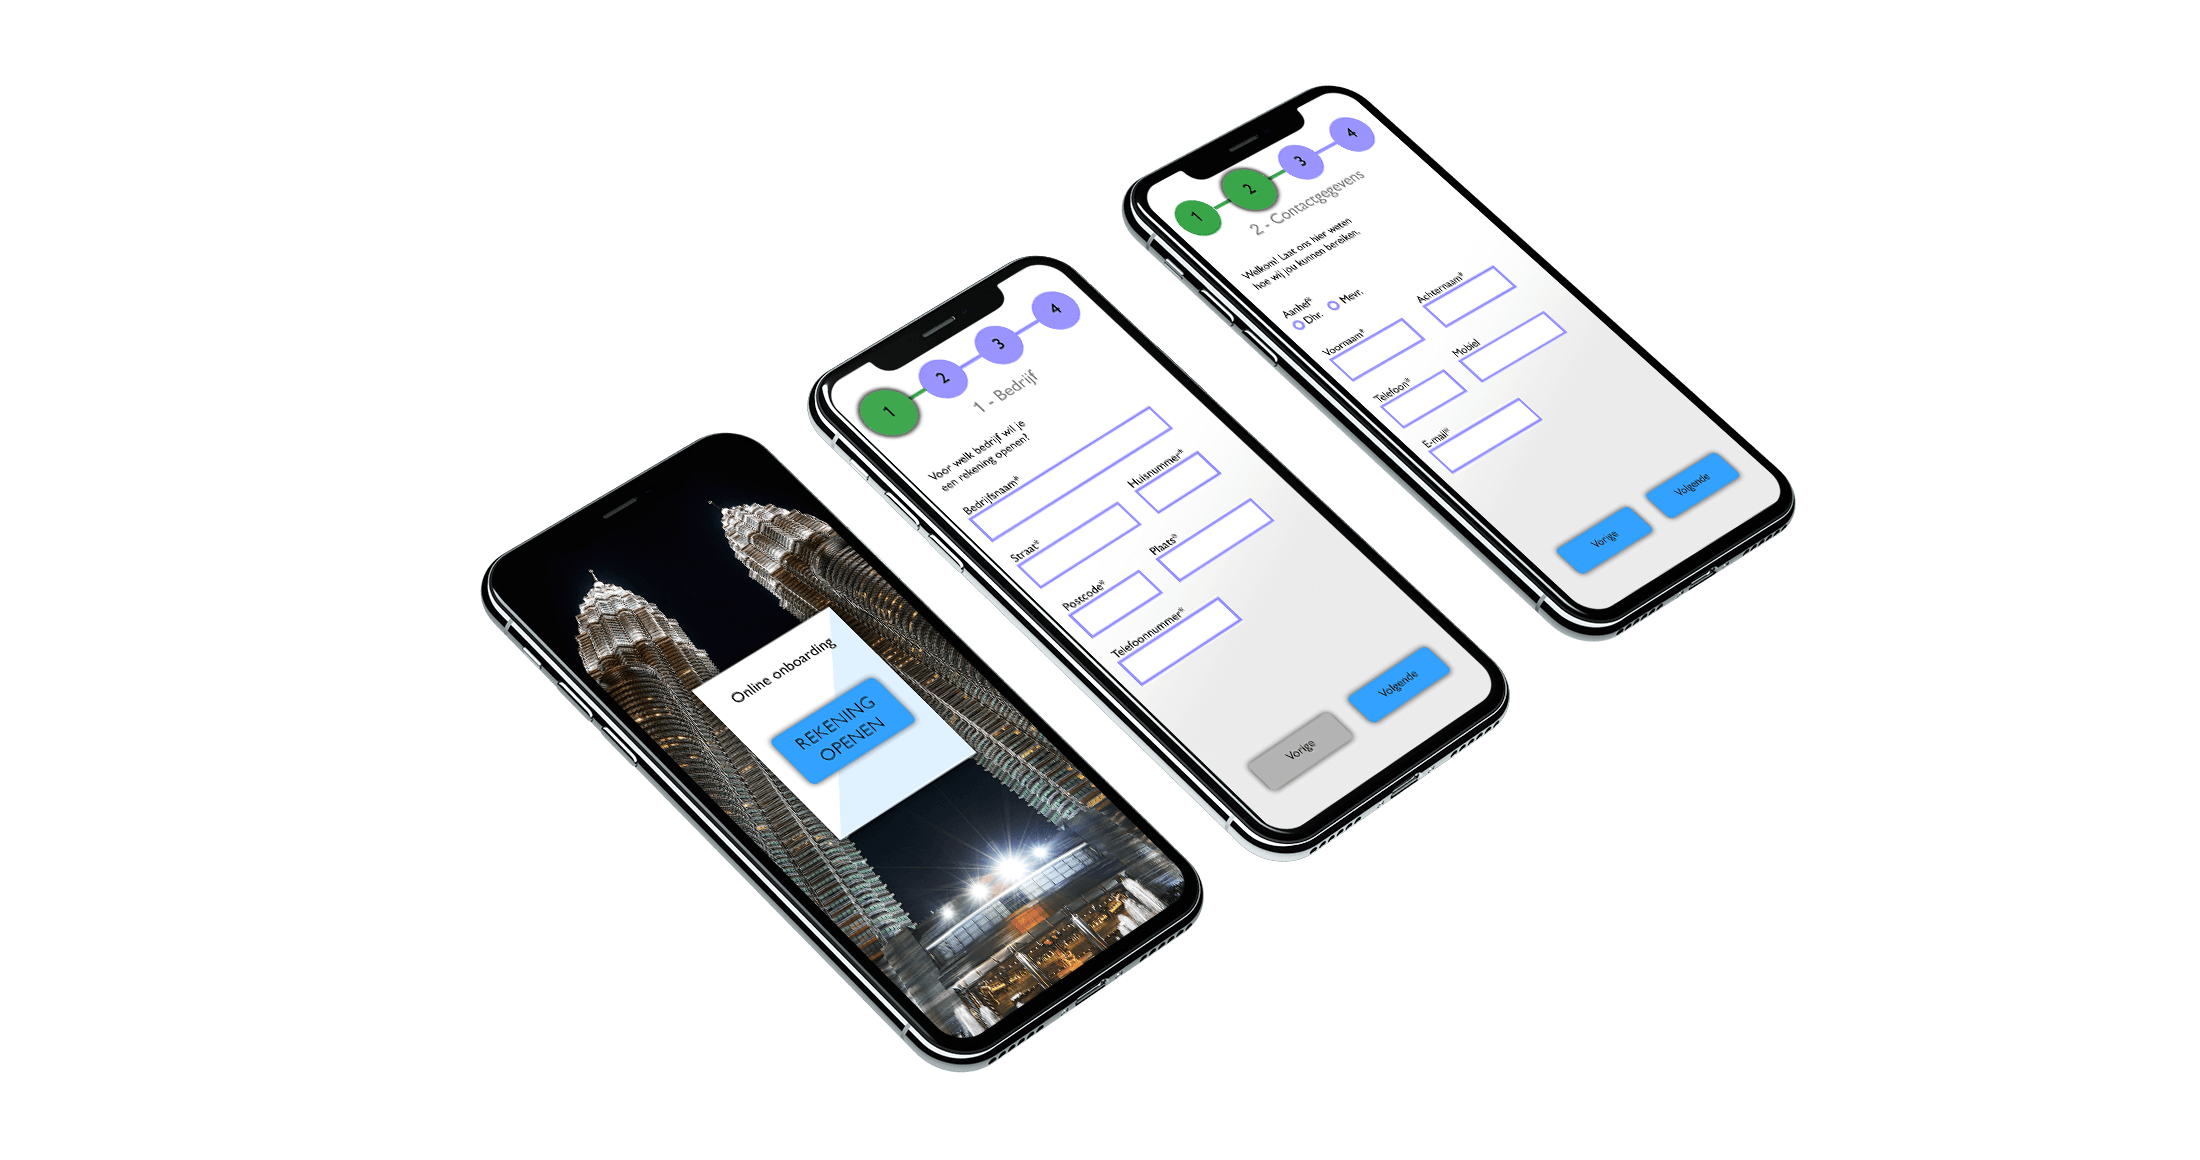 Online onboarding
REKENING
OPENEN
1 2 3 4
1 - Bedrijf
Voor welk bedrijf wil je
een rekening openen?
Bedrijfsnaam*
Straat* Huisnummer*
Postcode* Plaats*
Telefoonnummer*
Vorige Volgende
1 2 3 4
2 - Contactgegevens
Welkom! Laat ons hier weten
hoe wij jou kunnen bereiken.
Aanhef*
Dhr. Mevr.
Voornaam* Achternaam*
Telefoon* Mobiel
E-mail*
Vorige Volgende